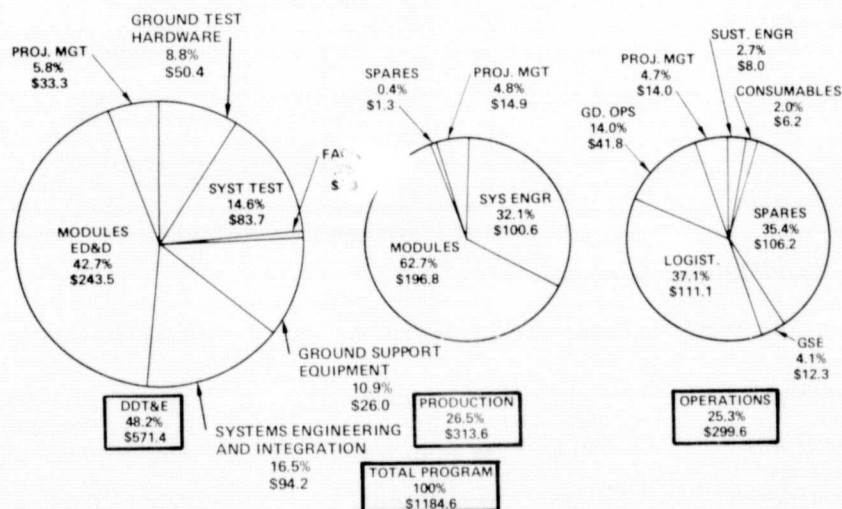 GROUND TEST
HARDWARE
8.8%
$50.4
PROJ. MGT
5.8%
$33.3
SYST TEST
14.6%
$83.7
MODULES
ED&D
42.7%
$243.5
GROUND SUPPORT
EQUIPMENT
10.9%
$26.0
SYSTEMS ENGINEERING
AND INTEGRATION
16.5%
$94.2
DDT&E
48.2%
$571.4
SPARES
0.4%
$1.3
PROJ. MGT
4.8%
$14.9
SYS ENGR
32.1%
$100.6
MODULES
62.7%
$196.8
PRODUCTION
26.5%
$313.6
SUST. ENGR
2.7%
$8.0
PROJ. MGT
4.7%
$14.0
CONSUMABLES
2.0%
$6.2
GD. OPS
14.0%
$41.8
SPARES
35.4%
$106.2
LOGIST.
37.1%
$111.1
GSE
4.1%
$12.3
OPERATIONS
25.3%
$299.6
TOTAL PROGRAM
100%
$1184.6